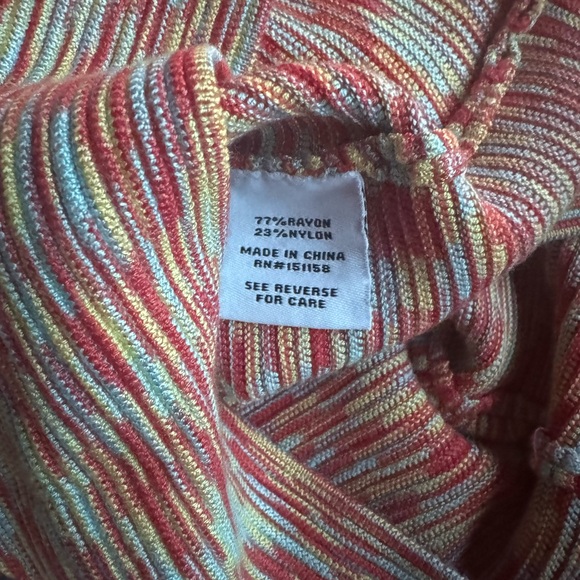 77%RAYON
23%NYLON
MADE IN CHINA
RN#151158
SEE REVERSE
FOR CARE